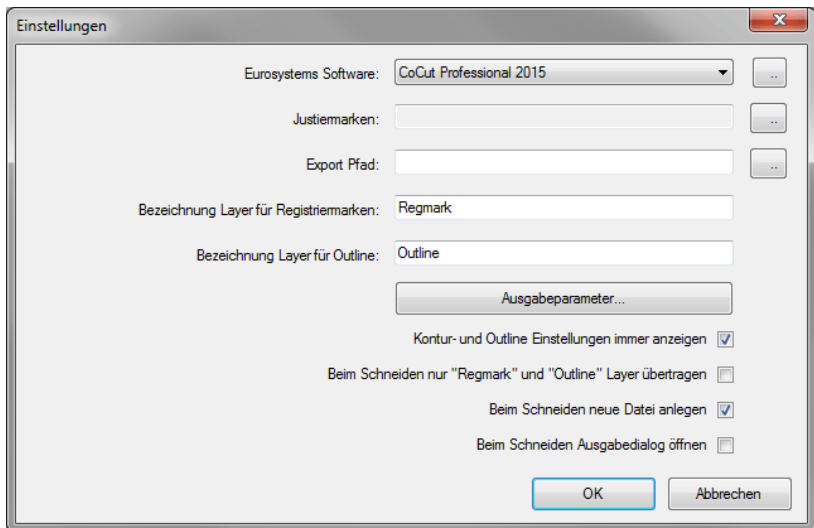 Einstellungen
Eurosystems Software: CoCut Professional 2015 ..
Justiermarken: ..
Export Pfad: ..
Bezeichnung Layer für Registriermarken: Regmark
Bezeichnung Layer für Outline: Outline
Ausgabeparameter...
Kontur- und Outline Einstellungen immer anzeigen
Beim Schneiden nur "Regmark" und "Outline" Layer übertragen
Beim Schneiden neue Datei anlegen
Beim Schneiden Ausgabedialog öffnen
OK Abbrechen